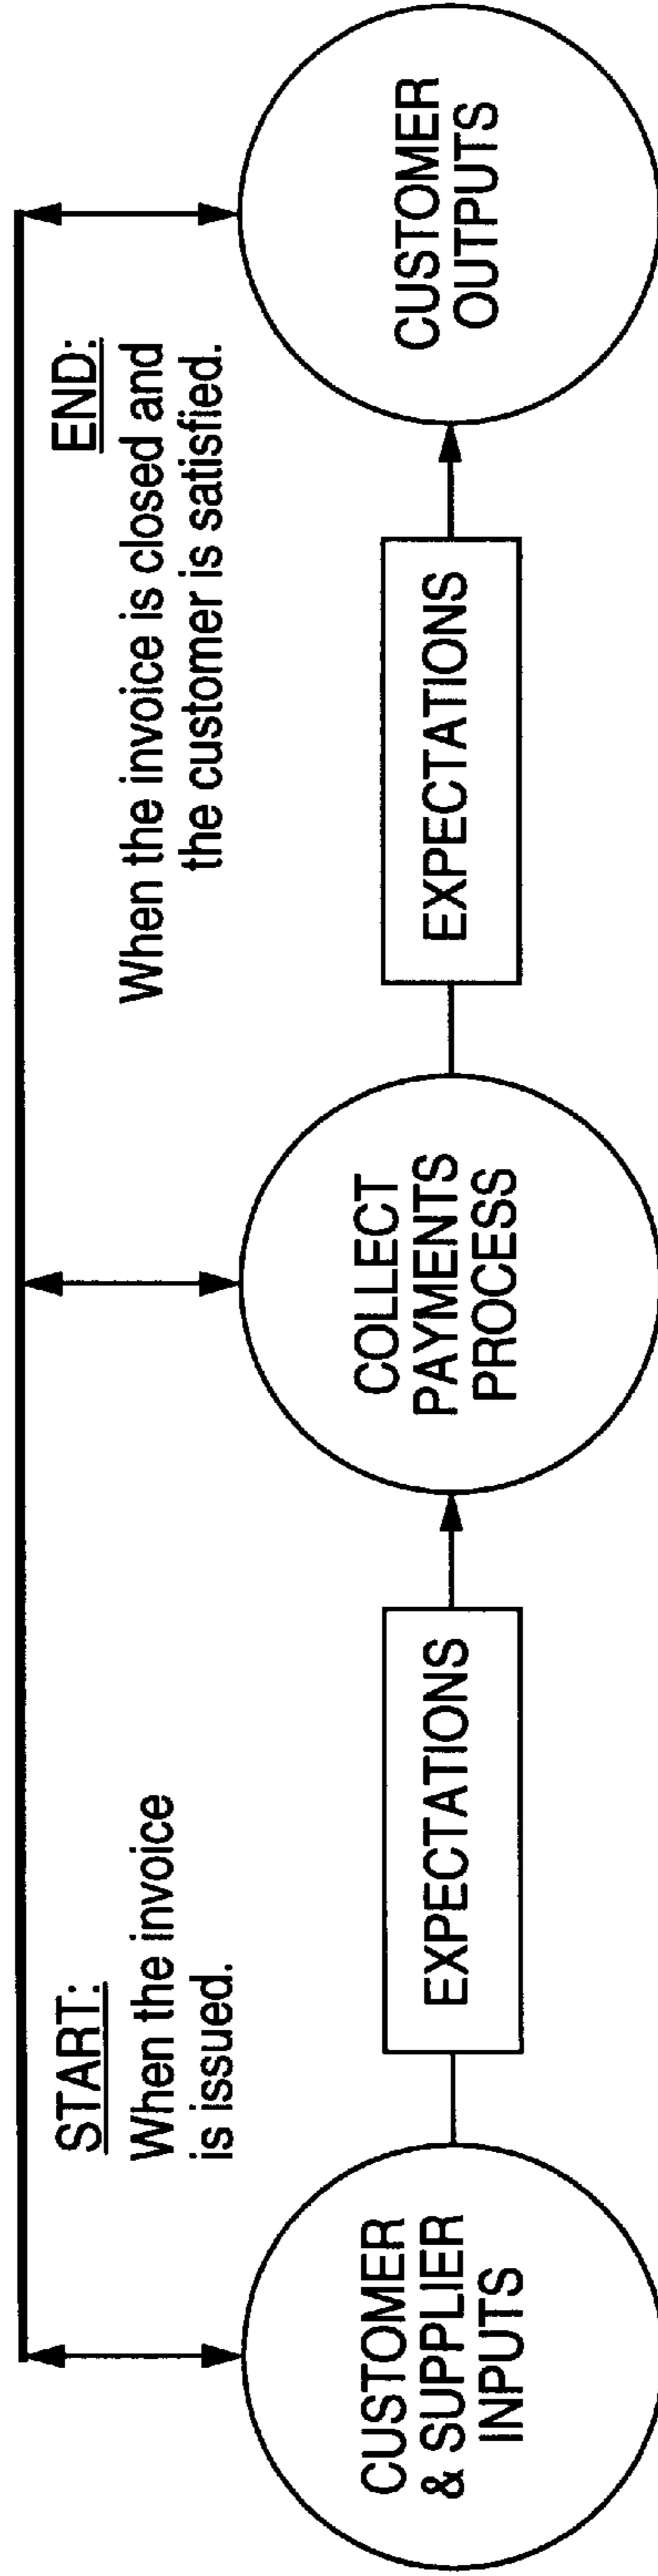 START:
When the invoice
is issued.
END:
When the invoice is closed and
the customer is satisfied.
CUSTOMER
& SUPPLIER
INPUTS
EXPECTATIONS
COLLECT
PAYMENTS
PROCESS
EXPECTATIONS
CUSTOMER
OUTPUTS